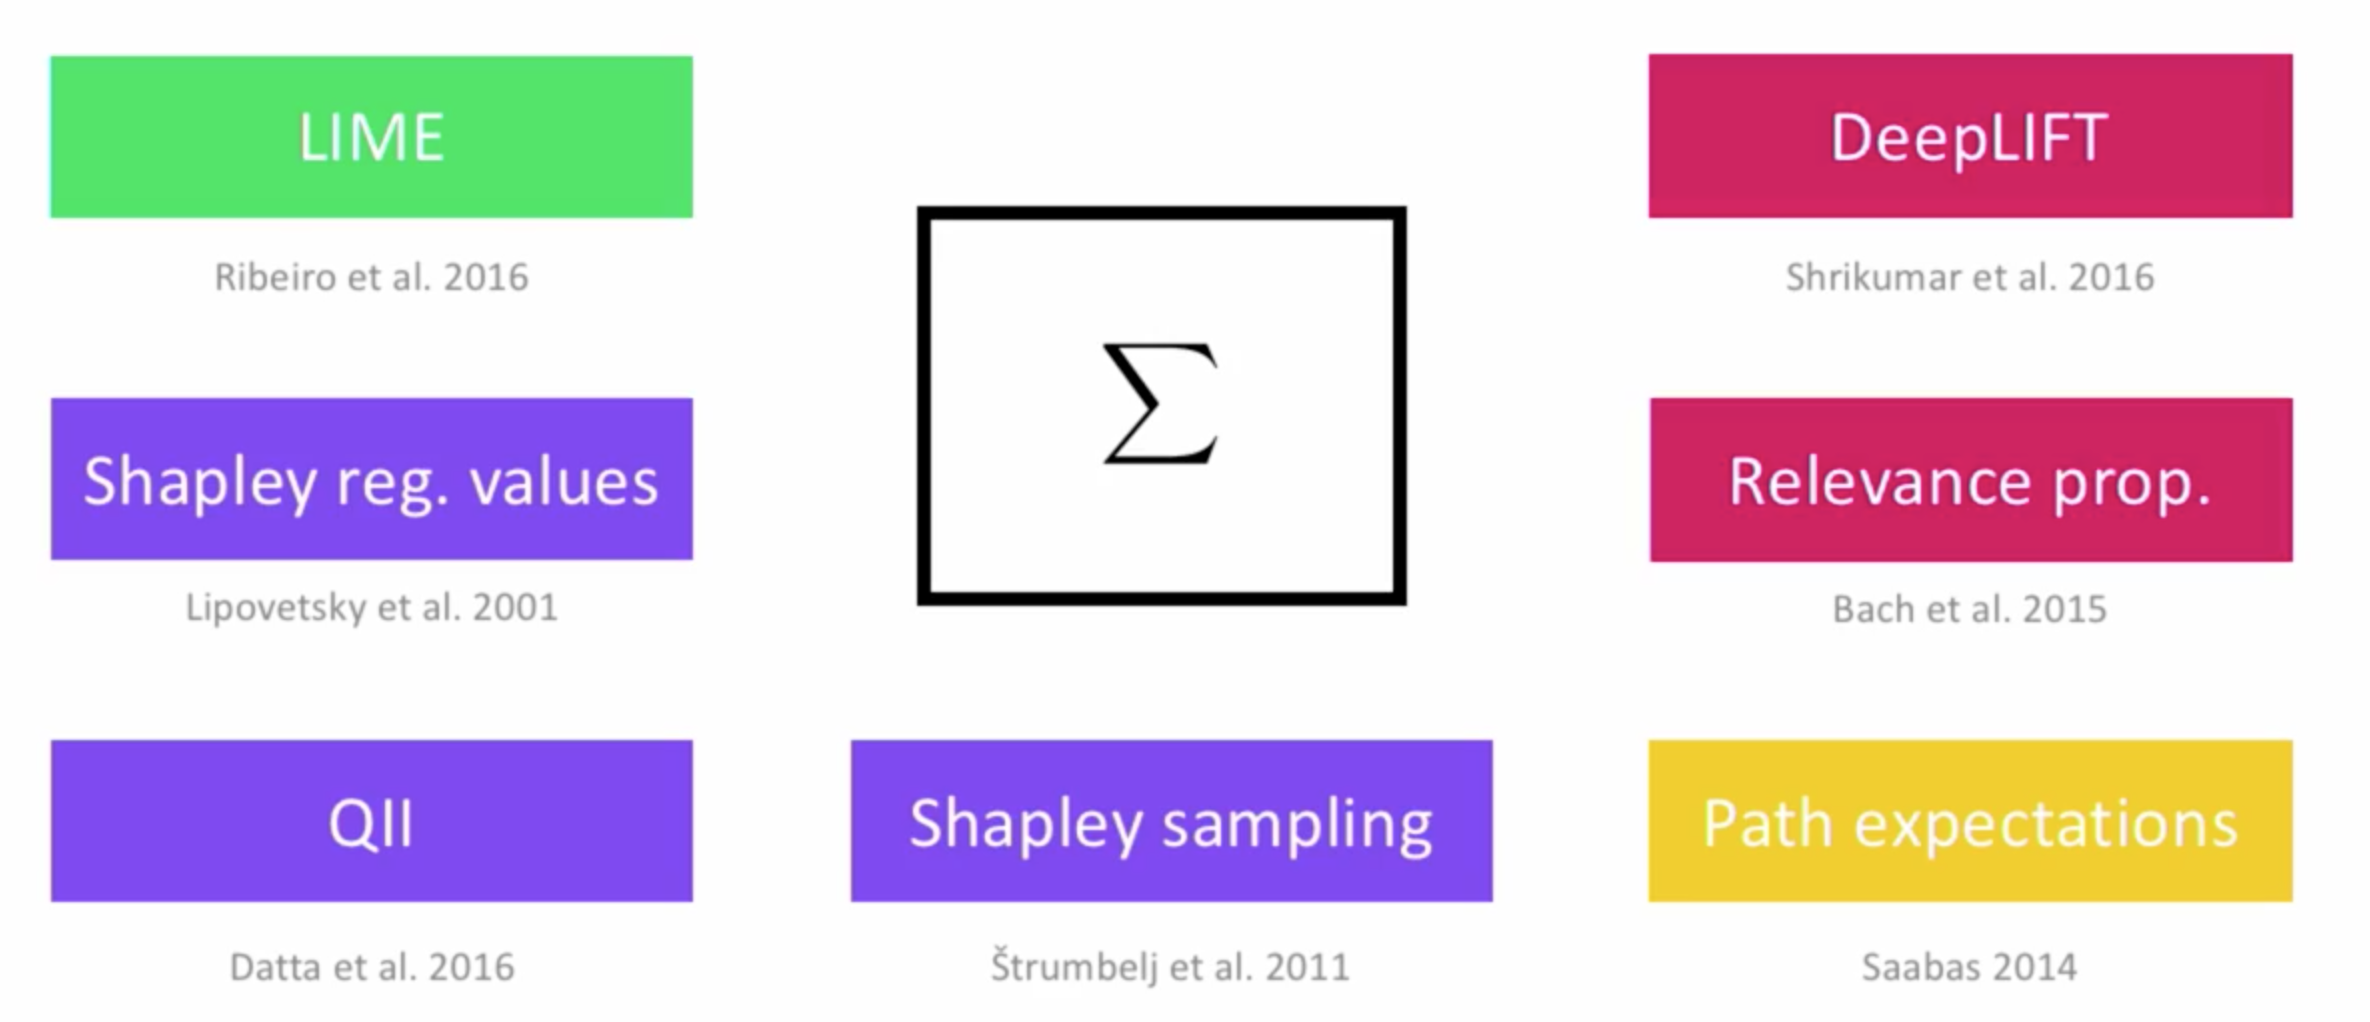 LIME
Ribeiro et al. 2016
Shapley reg. values
Lipovetsky et al. 2001
QII
Datta et al. 2016
Σ
Shapley sampling
Štrumbelj et al. 2011
DeepLIFT
Shrikumar et al. 2016
Relevance prop.
Bach et al. 2015
Path expectations
Saabas 2014